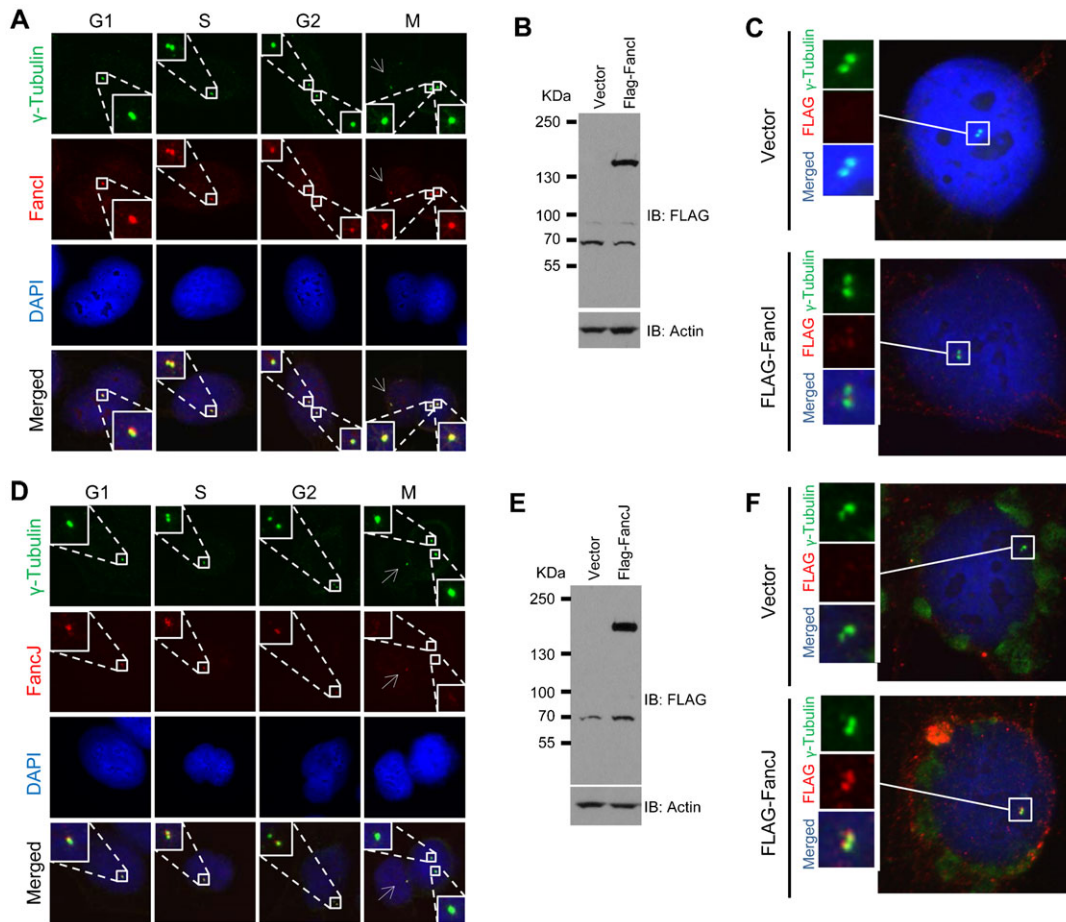 A
G1 S G2 M
γ-Tubulin
FancI
DAPI
Merged
B
KDa
Vector
Flag-FancI
250
130
100
70
55
IB: FLAG
IB: Actin
C
Vector
γ-Tubulin
FLAG
Merged
FLAG-FancI
γ-Tubulin
FLAG
Merged
D
G1 S G2 M
γ-Tubulin
FancJ
DAPI
Merged
E
KDa
Vector
Flag-FancJ
250
130
100
70
55
IB: FLAG
IB: Actin
F
Vector
γ-Tubulin
FLAG
Merged
FLAG-FancJ
γ-Tubulin
FLAG
Merged